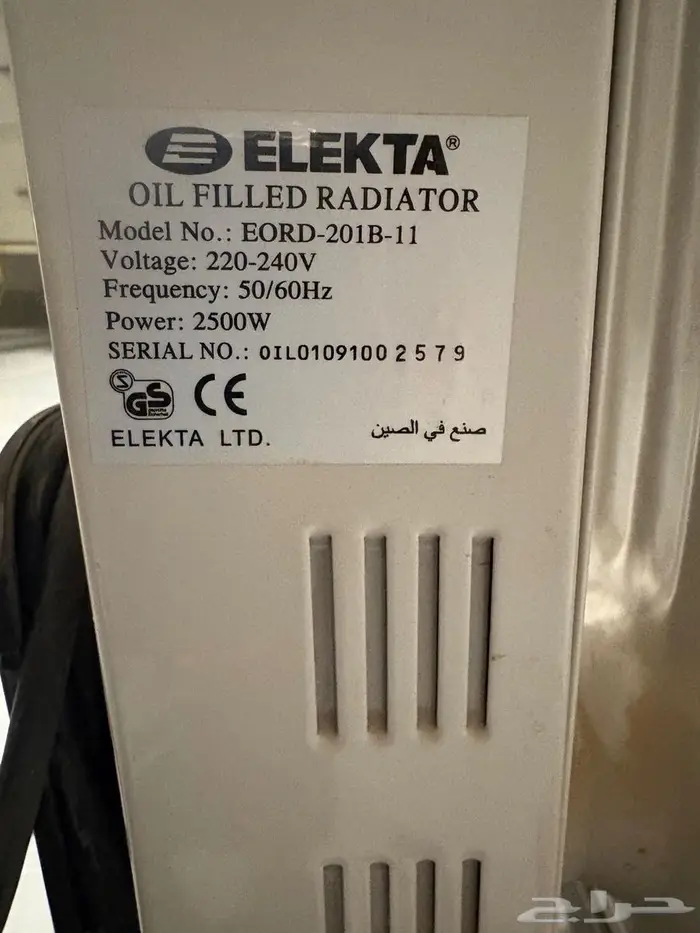 ELEKTA®
OIL FILLED RADIATOR
Model No.: EORD-201B-11
Voltage: 220-240V
Frequency: 50/60Hz
Power: 2500W
SERIAL NO.: OIL0109100 2 5 7 9
S GS CE
ELEKTA LTD. صنع في الصين
حراج